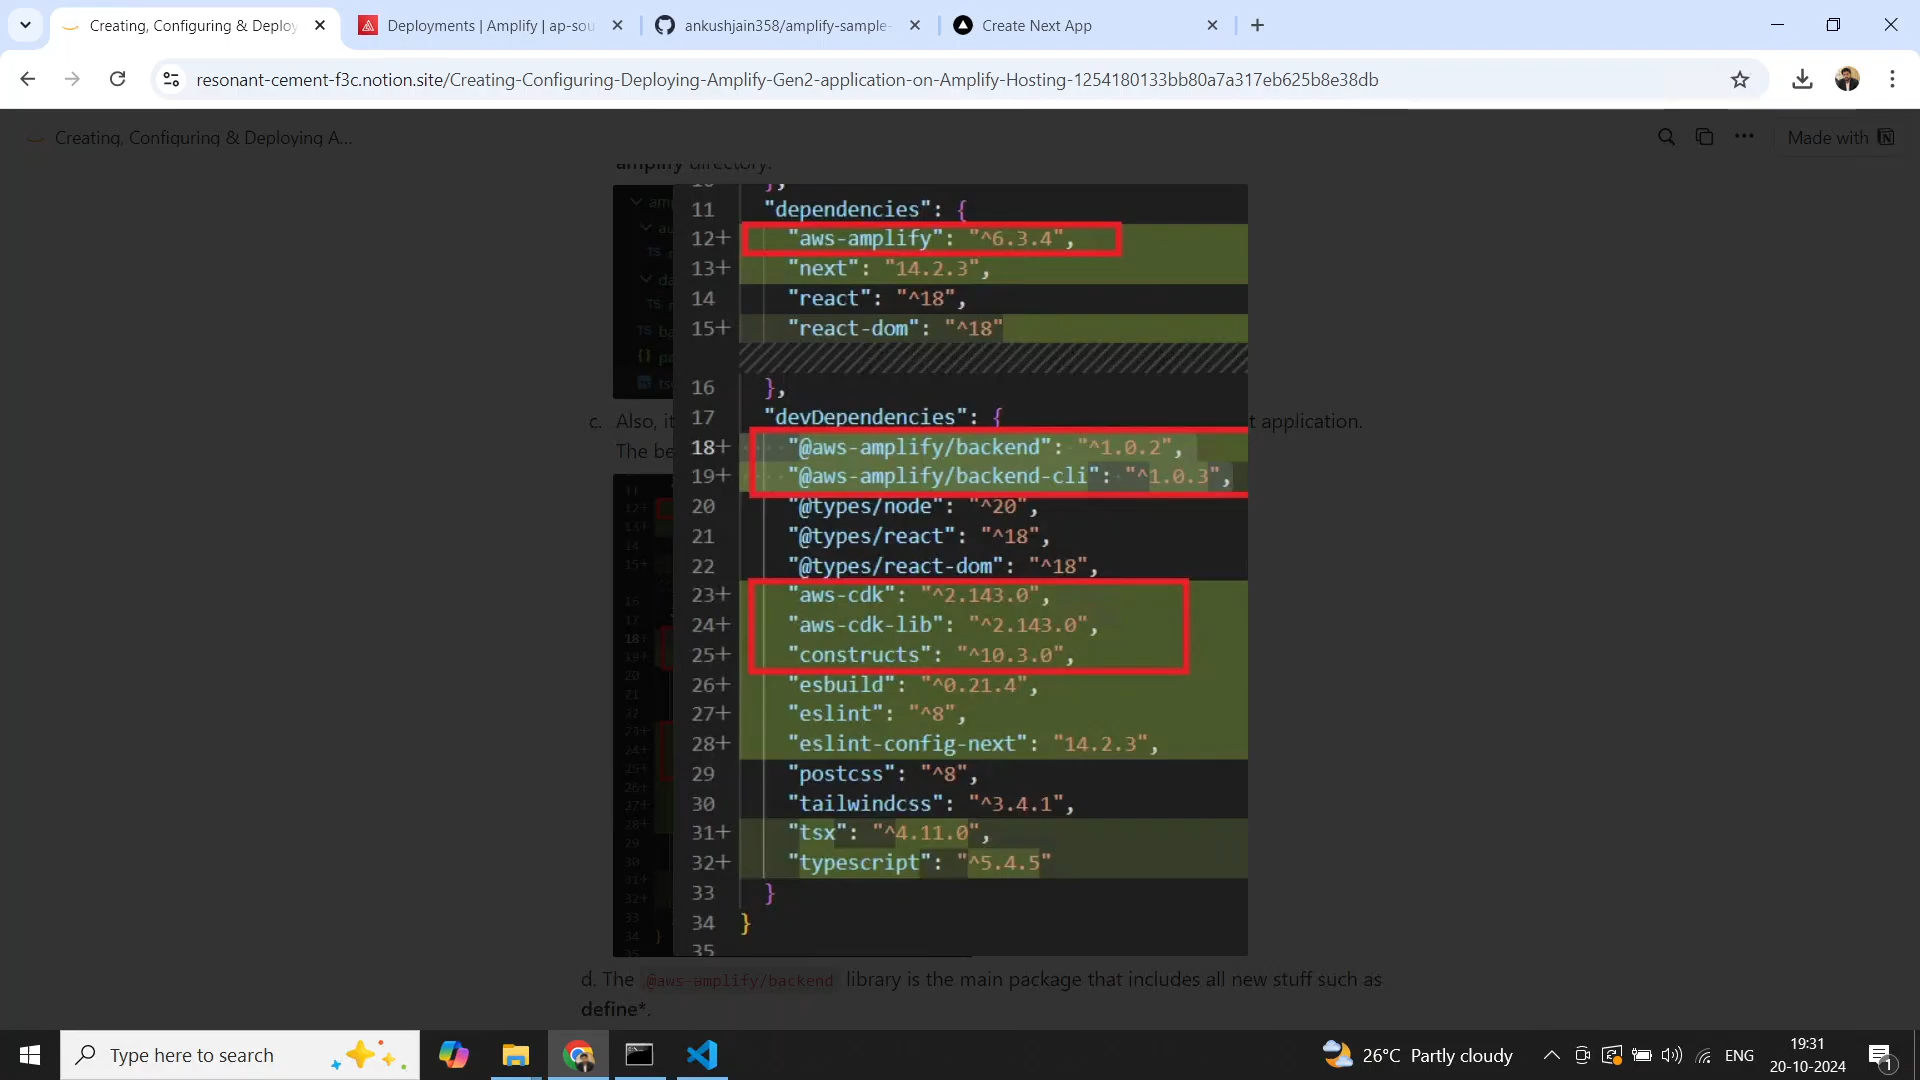 Creating, Configuring & Deploy
Deployments | Amplify | ap-sou
ankushjain358/amplify-sample-
Create Next App
resonant-cement-f3c.notion.site/Creating-Configuring-Deploying-Amplify-Gen2-application-on-Amplify-Hosting-1254180133bb80a7a317eb625b8e38db
Creating, Configuring & Deploying A...
Made with
amplify directory.
10 },
11 "dependencies": {
12+ "aws-amplify": "^6.3.4",
13+ "next": "14.2.3",
14 "react": "^18",
15+ "react-dom": "^18"
16 },
17 "devDependencies": {
c. Also, it
t application.
The be
18+ "@aws-amplify/backend": "^1.0.2",
19+ "@aws-amplify/backend-cli": "^1.0.3",
20 "@types/node": "^20",
21 "@types/react": "^18",
22 "@types/react-dom": "^18",
23+ "aws-cdk": "^2.143.0",
24+ "aws-cdk-lib": "^2.143.0",
25+ "constructs": "^10.3.0",
26+ "esbuild": "^0.21.4",
27+ "eslint": "^8",
28+ "eslint-config-next": "14.2.3",
29 "postcss": "^8",
30 "tailwindcss": "^3.4.1",
31+ "tsx": "^4.11.0",
32+ "typescript": "^5.4.5"
33 }
34 }
35
d. The @aws-amplify/backend library is the main package that includes all new stuff such as
define*.
Type here to search
26°C Partly cloudy
ENG
19:31
20-10-2024
1